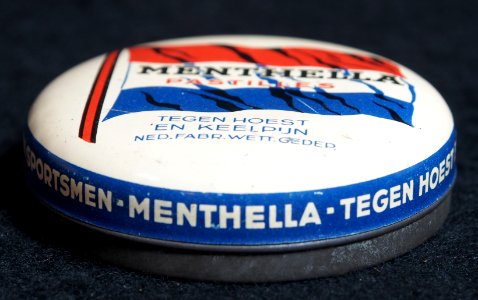 MENTHELLA
PASTILLES
TEGEN HOEST
EN KEELPIJN
NED. FABR. WETT. GEDED.
SPORTSMEN - MENTHELLA - TEGEN HOEST